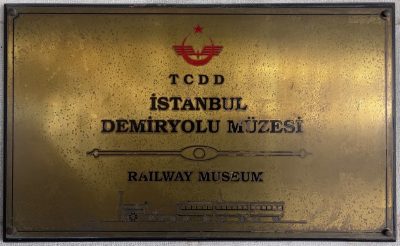 TCDD
İSTANBUL
DEMİRYOLU MÜZESİ
RAILWAY MUSEUM